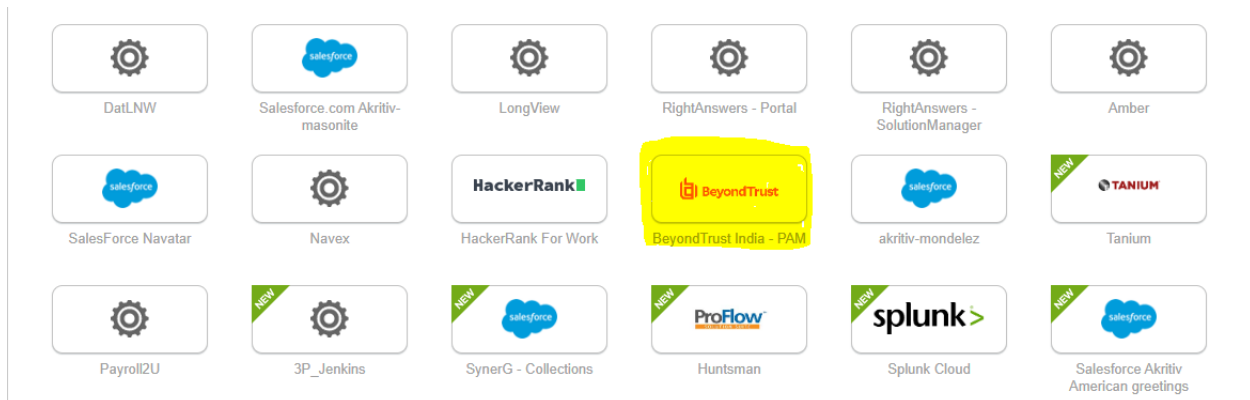 salesforce
DatLNW
Salesforce.com Akritiv-
masonite
LongView
RightAnswers - Portal
RightAnswers -
SolutionManager
Amber
salesforce
HackerRank
BeyondTrust
salesforce
NEW
TANIUM
SalesForce Navatar
Navex
HackerRank For Work
BeyondTrust India - PAM
akritiv-mondelez
Tanium
NEW
NEW
salesforce
NEW
ProFlow
NEW
splunk>
NEW
salesforce
Payroll2U
3P_Jenkins
SynerG - Collections
Huntsman
Splunk Cloud
Salesforce Akritiv
American greetings